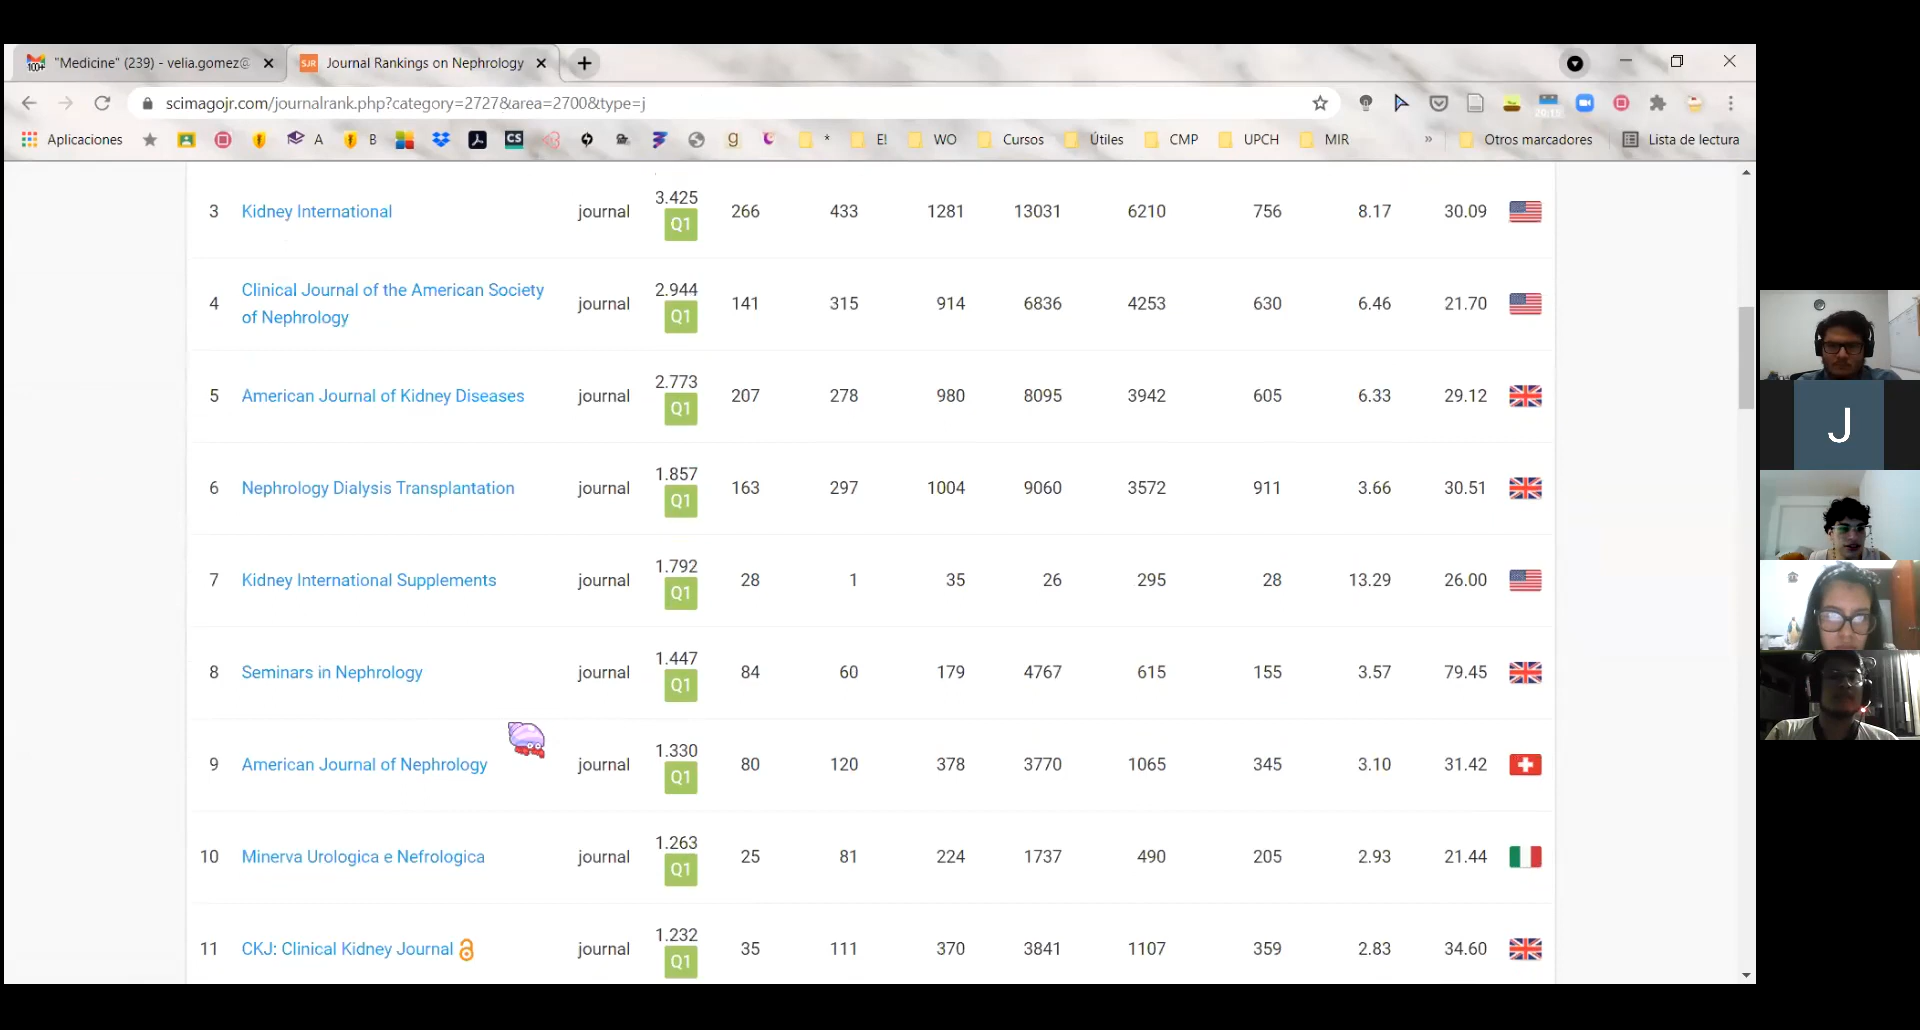 "Medicine" (239) - velia.gomez@
SJR Journal Rankings on Nephrology
scimagojr.com/journalrank.php?category=2727&area=2700&type=j
Aplicaciones A B CS g * E! WO Cursos Útiles CMP UPCH MIR » Otros marcadores Lista de lectura
3 Kidney International journal 3.425 Q1 266 433 1281 13031 6210 756 8.17 30.09
4 Clinical Journal of the American Society of Nephrology journal 2.944 Q1 141 315 914 6836 4253 630 6.46 21.70
5 American Journal of Kidney Diseases journal 2.773 Q1 207 278 980 8095 3942 605 6.33 29.12
6 Nephrology Dialysis Transplantation journal 1.857 Q1 163 297 1004 9060 3572 911 3.66 30.51
7 Kidney International Supplements journal 1.792 Q1 28 1 35 26 295 28 13.29 26.00
8 Seminars in Nephrology journal 1.447 Q1 84 60 179 4767 615 155 3.57 79.45
9 American Journal of Nephrology journal 1.330 Q1 80 120 378 3770 1065 345 3.10 31.42
10 Minerva Urologica e Nefrologica journal 1.263 Q1 25 81 224 1737 490 205 2.93 21.44
11 CKJ: Clinical Kidney Journal journal 1.232 Q1 35 111 370 3841 1107 359 2.83 34.60
J